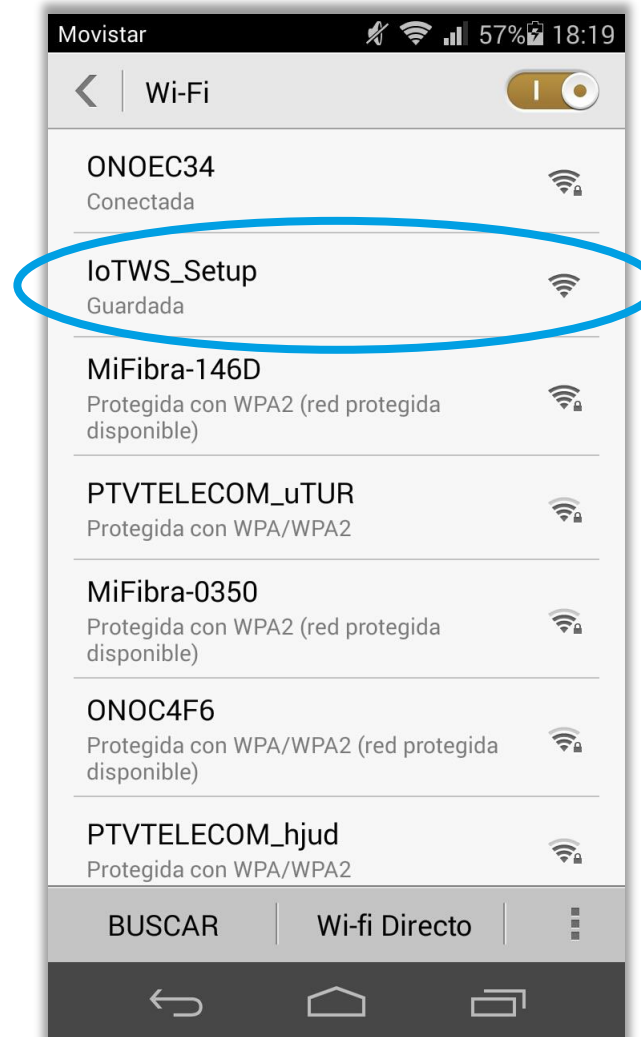 Movistar 57% 18:19
Wi-Fi
ONOEC34
Conectada
IoTWS_Setup
Guardada
MiFibra-146D
Protegida con WPA2 (red protegida
disponible)
PTVTELECOM_uTUR
Protegida con WPA/WPA2
MiFibra-0350
Protegida con WPA2 (red protegida
disponible)
ONOC4F6
Protegida con WPA/WPA2 (red protegida
disponible)
PTVTELECOM_hjud
Protegida con WPA/WPA2
BUSCAR Wi-fi Directo